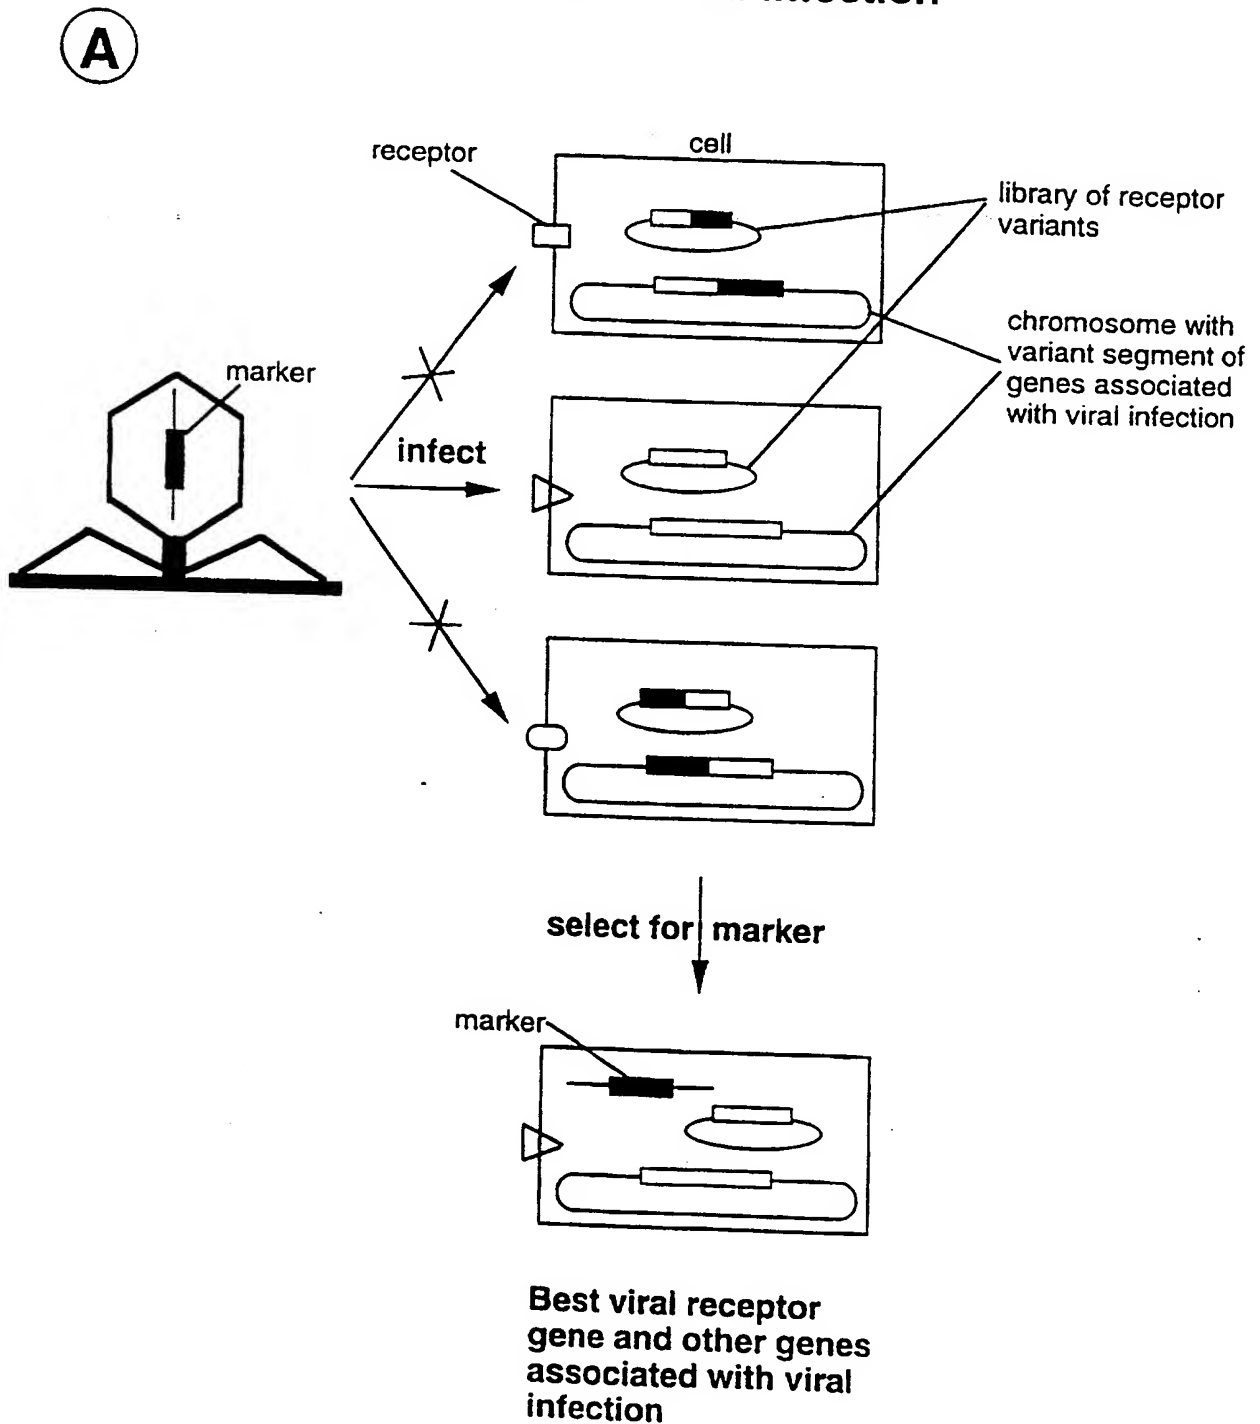 A
receptor
cell
library of receptor
variants
chromosome with
variant segment of
genes associated
with viral infection
marker
infect
select for marker
marker
Best viral receptor
gene and other genes
associated with viral
infection